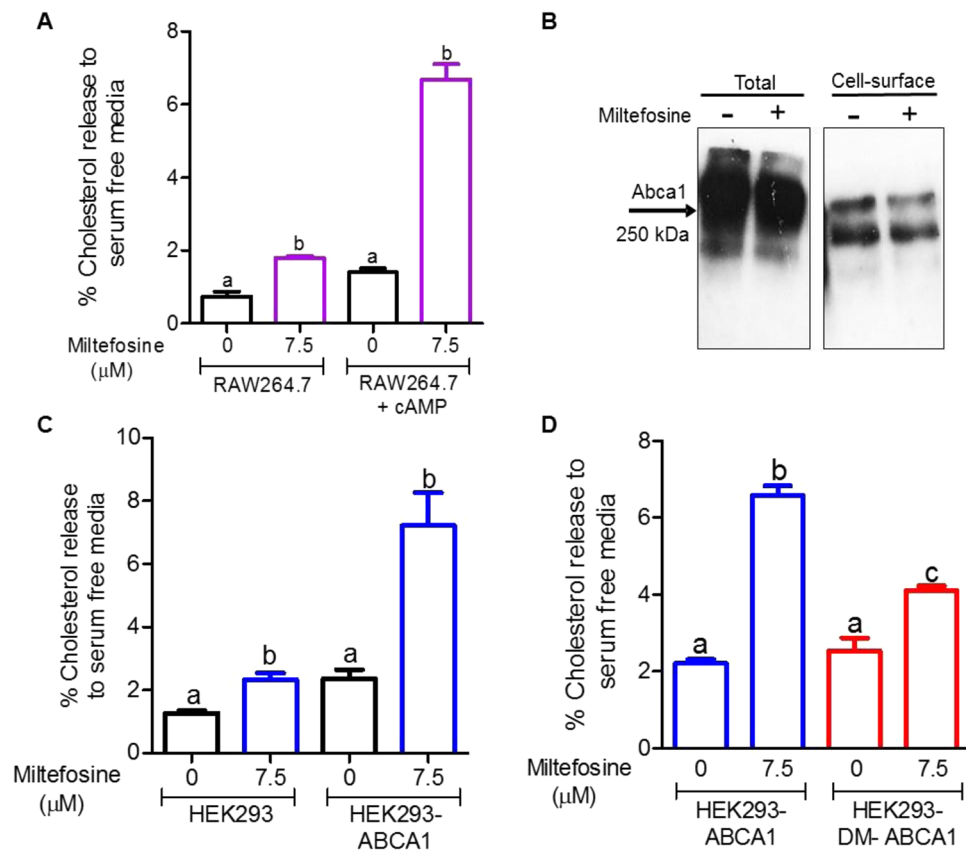 A
% Cholesterol release to
serum free media
8
6
4
2
0
a
b
a
b
Miltefosine
(μM)
0
7.5
0
7.5
RAW264.7
RAW264.7
+ cAMP
B
Total
Cell-surface
Miltefosine
-
+
-
+
Abca1
250 kDa
C
% Cholesterol release
to serum free media
10
8
6
4
2
0
a
b
a
b
Miltefosine
(μM)
0
7.5
0
7.5
HEK293
HEK293-
ABCA1
D
% Cholesterol release to
serum free media
8
6
4
2
0
a
b
a
c
Miltefosine
(μM)
0
7.5
0
7.5
HEK293-
ABCA1
HEK293-
DM- ABCA1